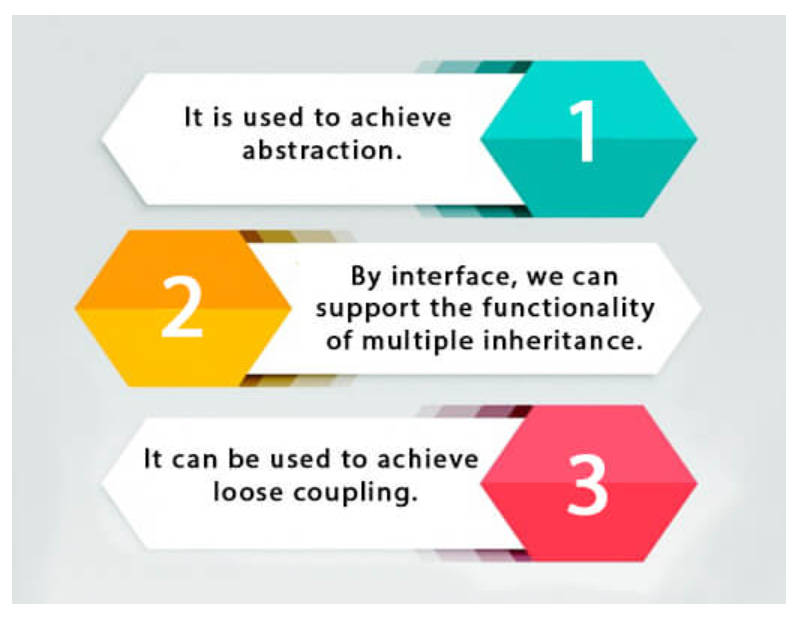 It is used to achieve
abstraction.
1
2
By interface, we can
support the functionality
of multiple inheritance.
It can be used to achieve
loose coupling.
3